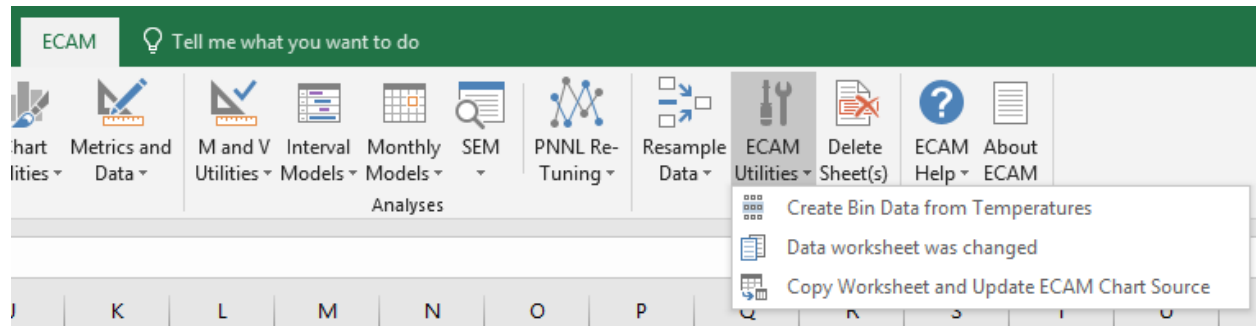 ECAM Tell me what you want to do
Metrics and M and V Interval Monthly SEM PNNL Re- Resample ECAM Delete ECAM About
Data Utilities Models Models Tuning Data Utilities Sheet(s) Help ECAM
Analyses
Create Bin Data from Temperatures
Data worksheet was changed
Copy Worksheet and Update ECAM Chart Source
K L M N O P